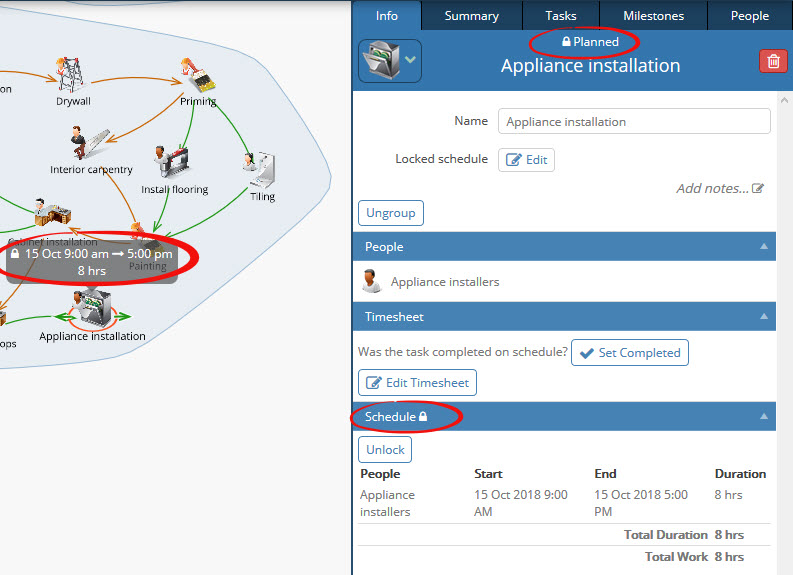 on
Drywall
Priming
Interior carpentry
Install flooring
Tiling
Cabinet installation
15 Oct 9:00 am → 5:00 pm
8 hrs
Painting
ops
Appliance installation
Info Summary Tasks Milestones People
Planned
Appliance installation
Name Appliance installation
Locked schedule Edit
Add notes...
Ungroup
People
Appliance installers
Timesheet
Was the task completed on schedule? Set Completed
Edit Timesheet
Schedule
Unlock
People Start End Duration
Appliance 15 Oct 2018 9:00 15 Oct 2018 5:00 8 hrs
installers AM PM
Total Duration 8 hrs
Total Work 8 hrs